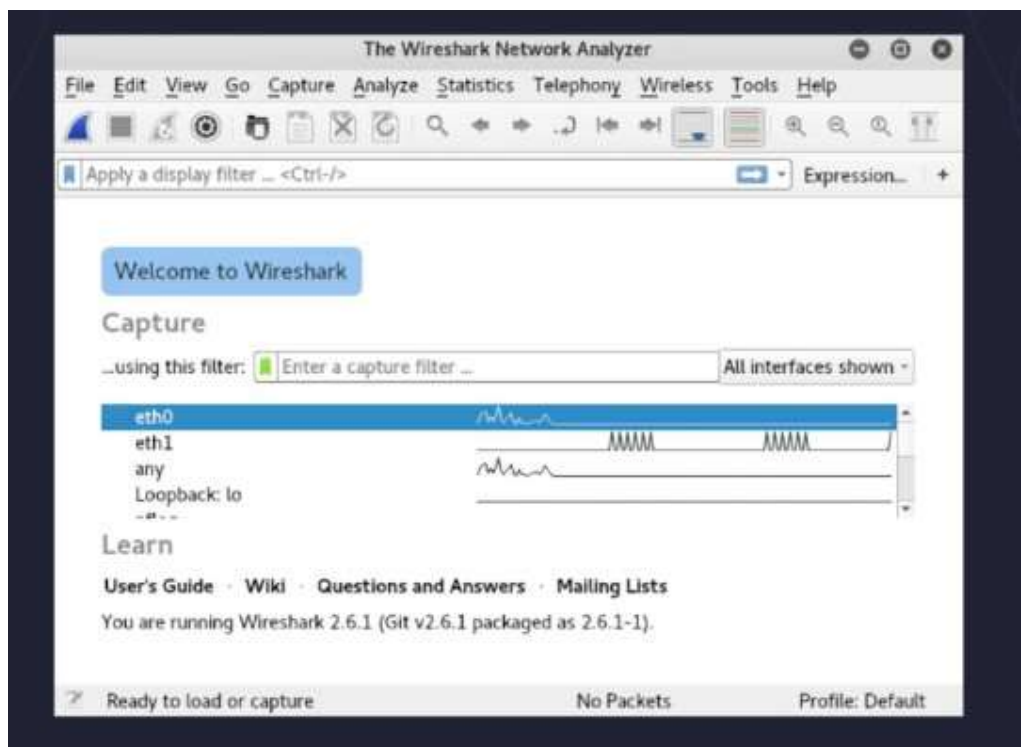 The Wireshark Network Analyzer
File Edit View Go Capture Analyze Statistics Telephony Wireless Tools Help
Apply a display filter ... <Ctrl-/> Expression... +
Welcome to Wireshark
Capture
...using this filter: Enter a capture filter ... All interfaces shown
eth0
eth1
any
Loopback: lo
Learn
User's Guide · Wiki · Questions and Answers · Mailing Lists
You are running Wireshark 2.6.1 (Git v2.6.1 packaged as 2.6.1-1).
Ready to load or capture No Packets Profile: Default